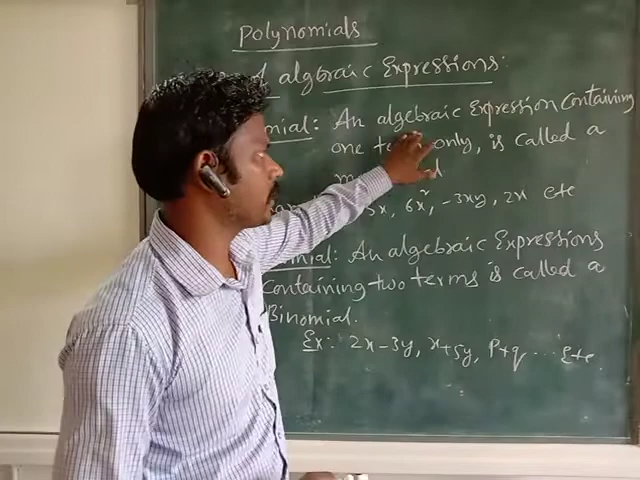 Polynomials
algebraic Expressions:
mial: An algebraic Expression Containing
one te only, is called a
m d
5x, 6x², -3xy, 2x etc
mial: An algebraic Expressions
Containing two terms is called a
Binomial.
Ex: 2x-3y, x+5y, P+q ... Etc.